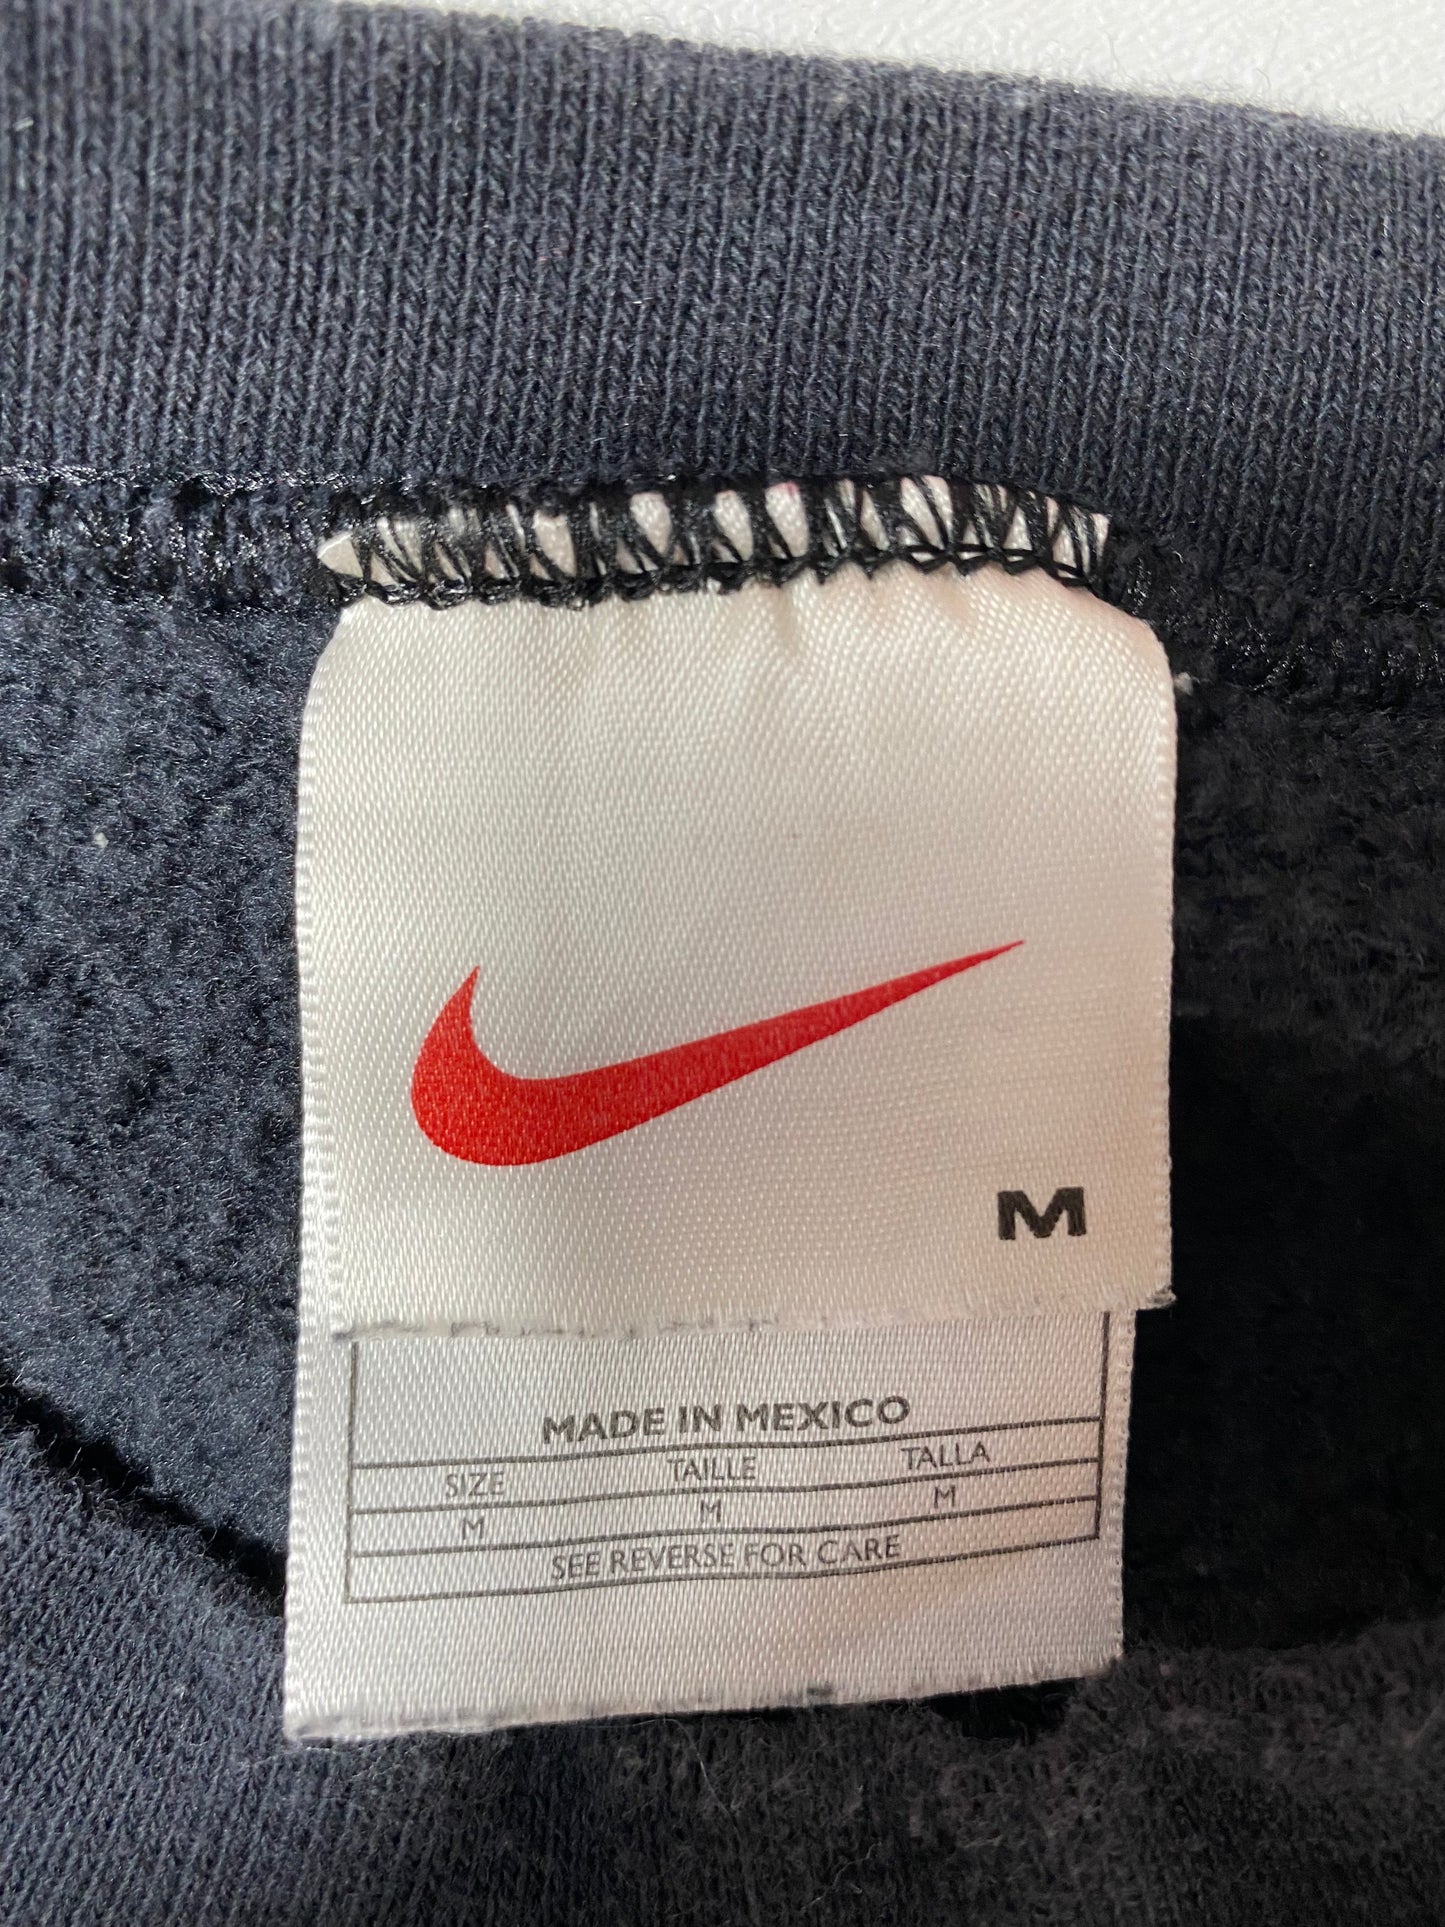 M
MADE IN MEXICO
SIZE TAILLE TALLA
M M M
SEE REVERSE FOR CARE